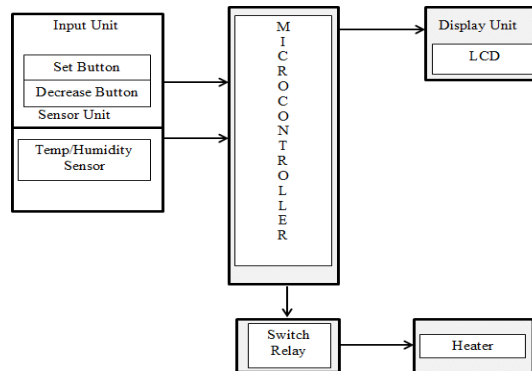 Input Unit
Set Button
Decrease Button
Sensor Unit
Temp/Humidity
Sensor
M
I
C
R
O
C
O
N
T
R
O
L
L
E
R
Display Unit
LCD
Switch
Relay
Heater